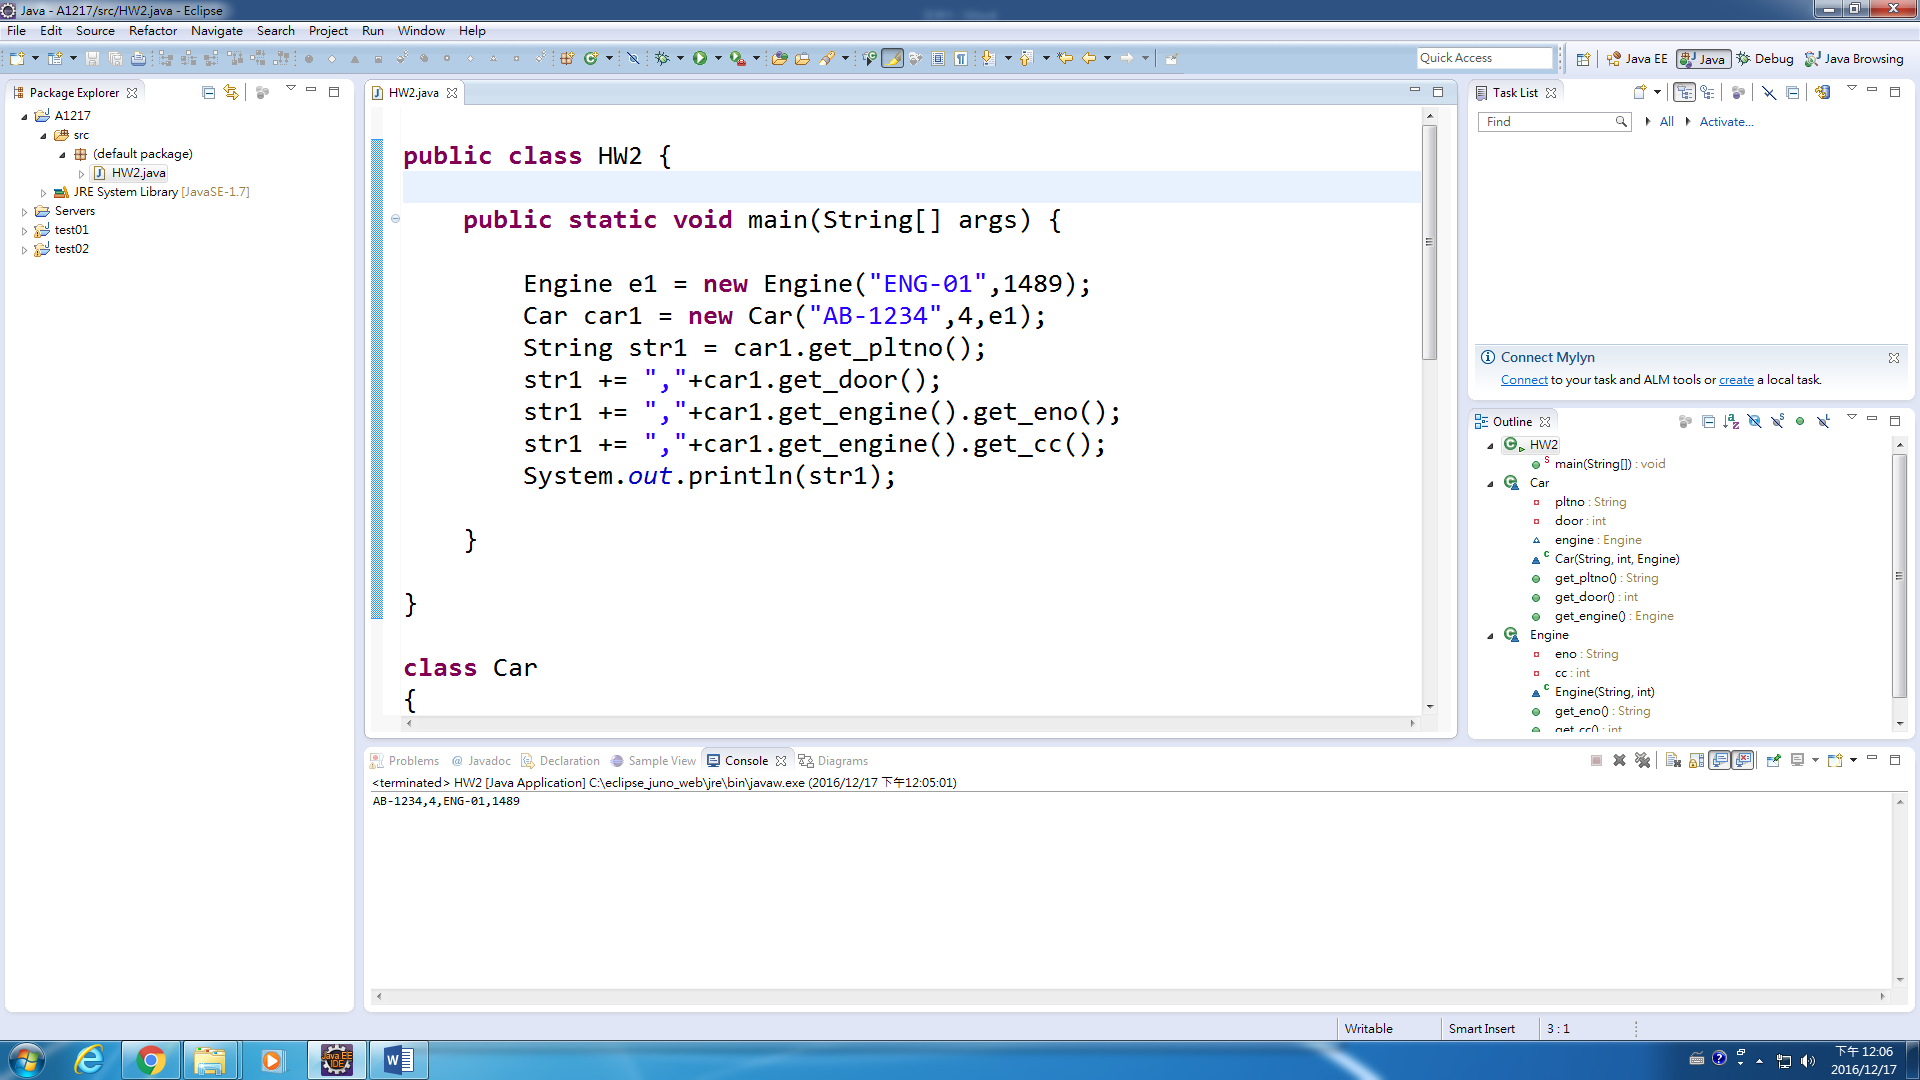 Java - A1217/src/HW2.java - Eclipse
File Edit Source Refactor Navigate Search Project Run Window Help
Quick Access
Java EE Java Debug Java Browsing
Package Explorer
A1217
src
(default package)
HW2.java
JRE System Library [JavaSE-1.7]
Servers
test01
test02
HW2.java
public class HW2 {
public static void main(String[] args) {
Engine e1 = new Engine("ENG-01",1489);
Car car1 = new Car("AB-1234",4,e1);
String str1 = car1.get_pltno();
str1 += ","+car1.get_door();
str1 += ","+car1.get_engine().get_eno();
str1 += ","+car1.get_engine().get_cc();
System.out.println(str1);
}
}
class Car
{
Task List
Find All Activate...
Connect Mylyn
Connect to your task and ALM tools or create a local task.
Outline
HW2
main(String[]) : void
Car
pltno : String
door : int
engine : Engine
Car(String, int, Engine)
get_pltno() : String
get_door() : int
get_engine() : Engine
Engine
eno : String
cc : int
Engine(String, int)
get_eno() : String
get_cc() : int
Problems @ Javadoc Declaration Sample View Console Diagrams
<terminated> HW2 [Java Application] C:\eclipse_juno_web\jre\bin\javaw.exe (2016/12/17 下午12:05:01)
AB-1234,4,ENG-01,1489
Writable Smart Insert 3 : 1
Java EE
IDE
下午 12:06
2016/12/17